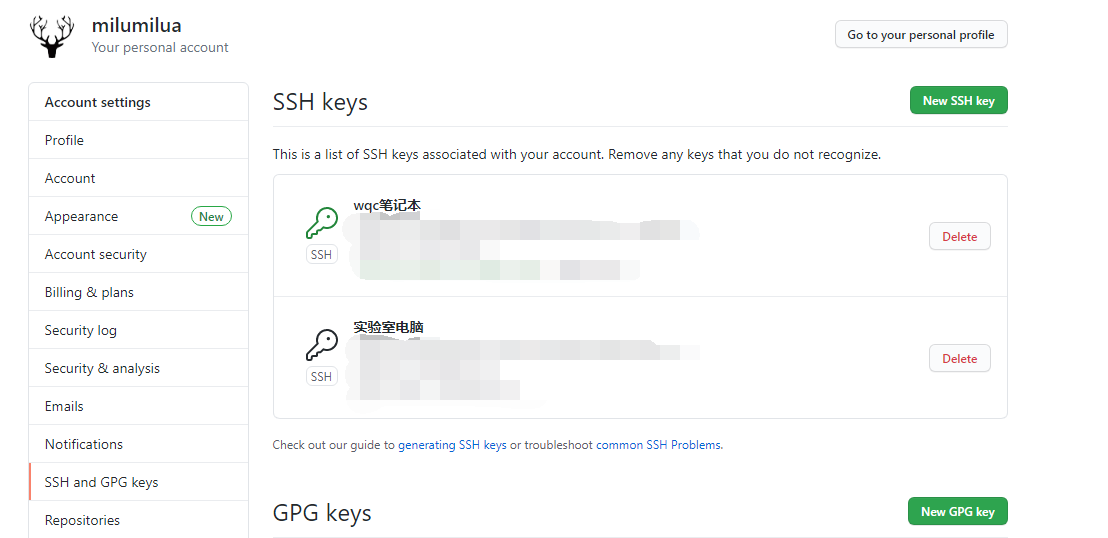 milumilua
Your personal account
Go to your personal profile
Account settings
Profile
Account
Appearance New
Account security
Billing & plans
Security log
Security & analysis
Emails
Notifications
SSH and GPG keys
Repositories
SSH keys
New SSH key
This is a list of SSH keys associated with your account. Remove any keys that you do not recognize.
wqc笔记本
SSH
Delete
实验室电脑
SSH
Delete
Check out our guide to generating SSH keys or troubleshoot common SSH Problems.
GPG keys
New GPG key